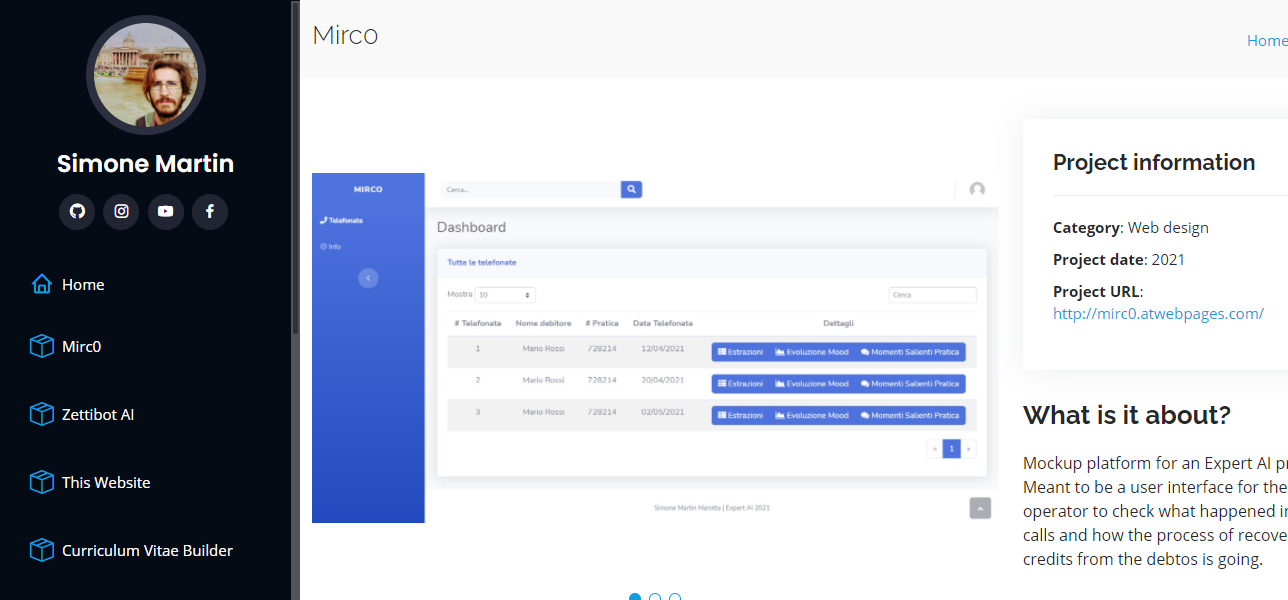 Simone Martin
Home
Mirc0
Zettibot AI
This Website
Curriculum Vitae Builder
Mirc0
Home
MIRCO
Telefonate
Info
Cerca...
Dashboard
Tutte le telefonate
Mostra 10
Cerca
# Telefonata Nome debitore # Pratica Data Telefonata Dettagli
1 Mario Rossi 728214 12/04/2021 Estrazioni Evoluzione Mood Momenti Salienti Pratica
2 Mario Rossi 728214 20/04/2021 Estrazioni Evoluzione Mood Momenti Salienti Pratica
3 Mario Rossi 728214 02/05/2021 Estrazioni Evoluzione Mood Momenti Salienti Pratica
« 1 »
Simone Martin Marotta | Expert.AI 2021
Project information
Category: Web design
Project date: 2021
Project URL:
http://mirc0.atwebpages.com/
What is it about?
Mockup platform for an Expert AI pr
Meant to be a user interface for the
operator to check what happened in
calls and how the process of recove
credits from the debtos is going.